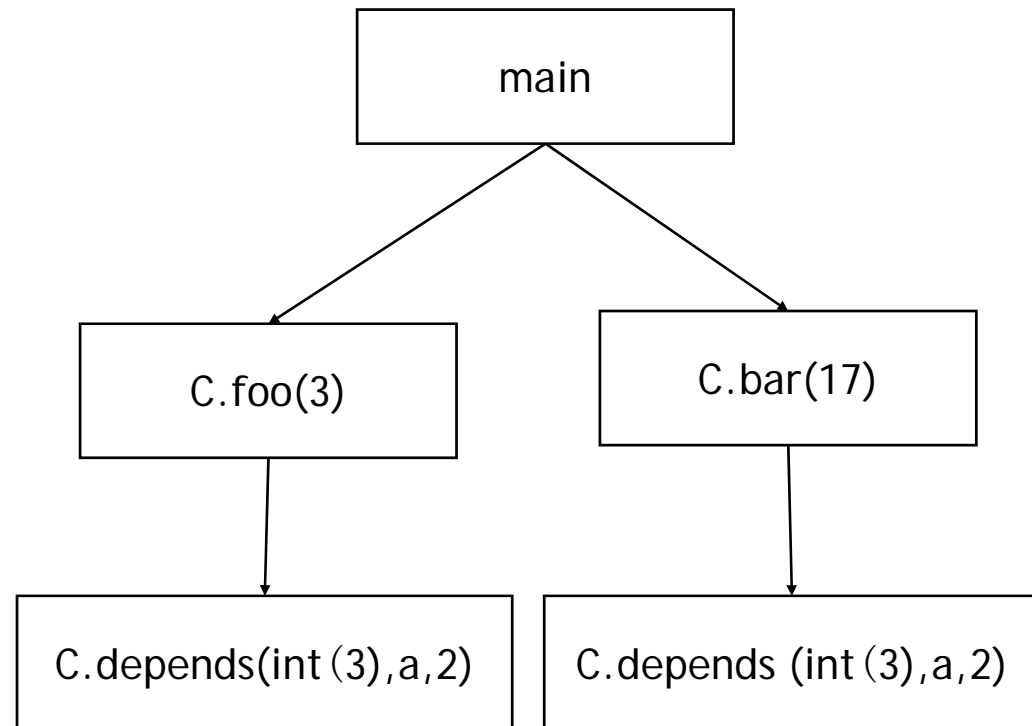 main
C.foo(3)
C.bar(17)
C.depends(int（3),a,2)
C.depends (int（3),a,2)